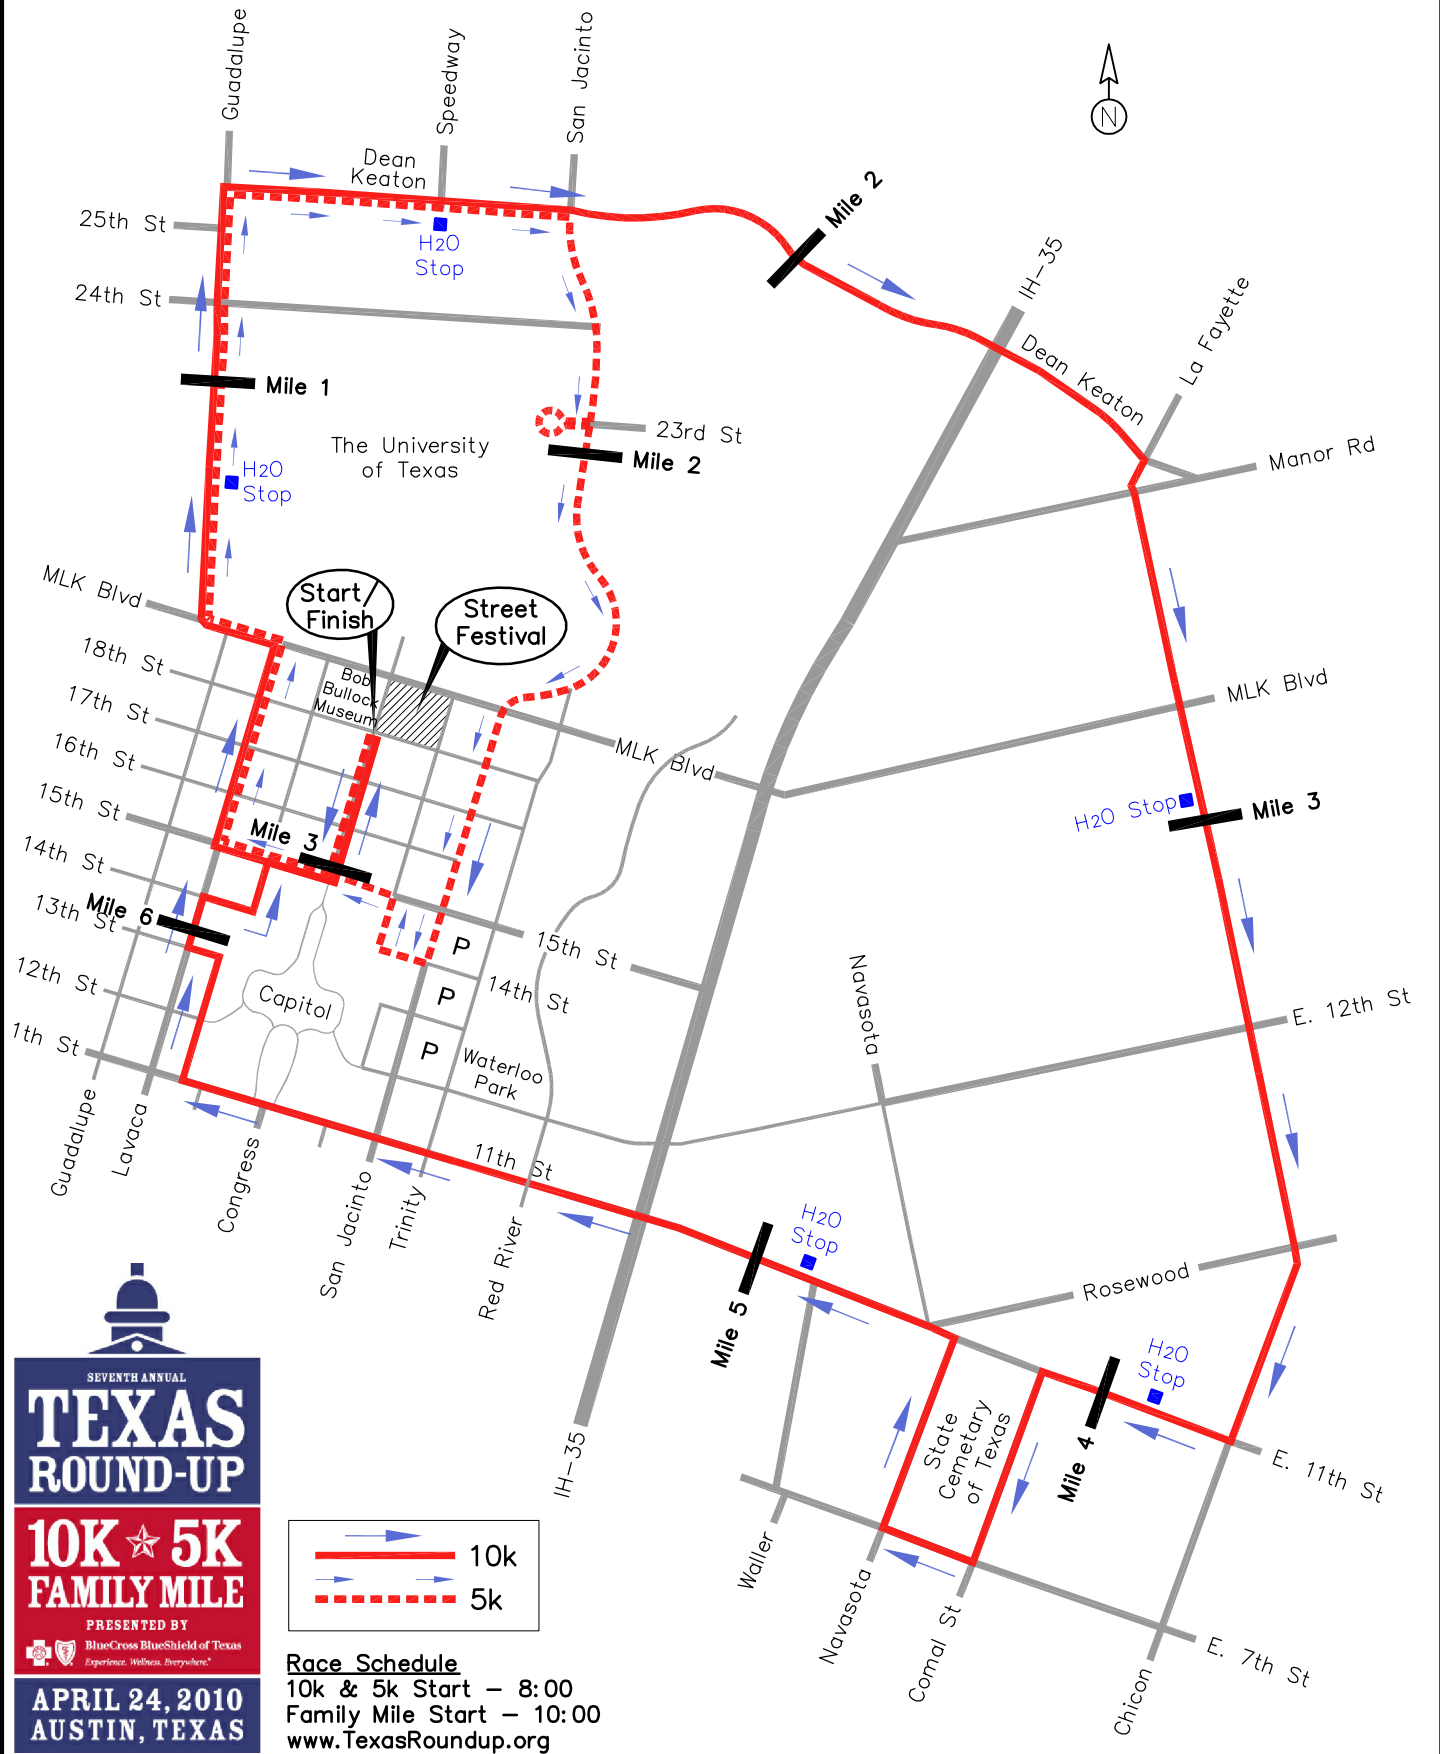 Guadalupe
Speedway
San Jacinto
N
Dean
Keaton
Mile 2
25th St
H2O
Stop
24th St
IH-35
La Fayette
Dean Keaton
Mile 1
The University
of Texas
23rd St
Mile 2
Manor Rd
H2O
Stop
MLK Blvd
Start/
Finish
Street
Festival
18th St
Bob
Bullock
Museum
17th St
16th St
MLK Blvd
MLK Blvd
15th St
Mile 3
H2O Stop
Mile 3
14th St
13th St
Mile 6
P
15th St
12th St
Capitol
P
14th St
Navasota
E. 12th St
1th St
P
Waterloo
Park
Guadalupe
Lavaca
Congress
San Jacinto
Trinity
Red River
11th St
H2O
Stop
Mile 5
Rosewood
H2O
Stop
Mile 4
State
Cemetary
of Texas
E. 11th St
IH-35
Waller
Navasota
Comal St
Chicon
E. 7th St
SEVENTH ANNUAL
TEXAS
ROUND-UP
10K 5K
FAMILY MILE
PRESENTED BY
BlueCross BlueShield of Texas
Experience. Wellness. Everywhere.®
APRIL 24, 2010
AUSTIN, TEXAS
10k
5k
Race Schedule
10k & 5k Start - 8:00
Family Mile Start - 10:00
www.TexasRoundup.org